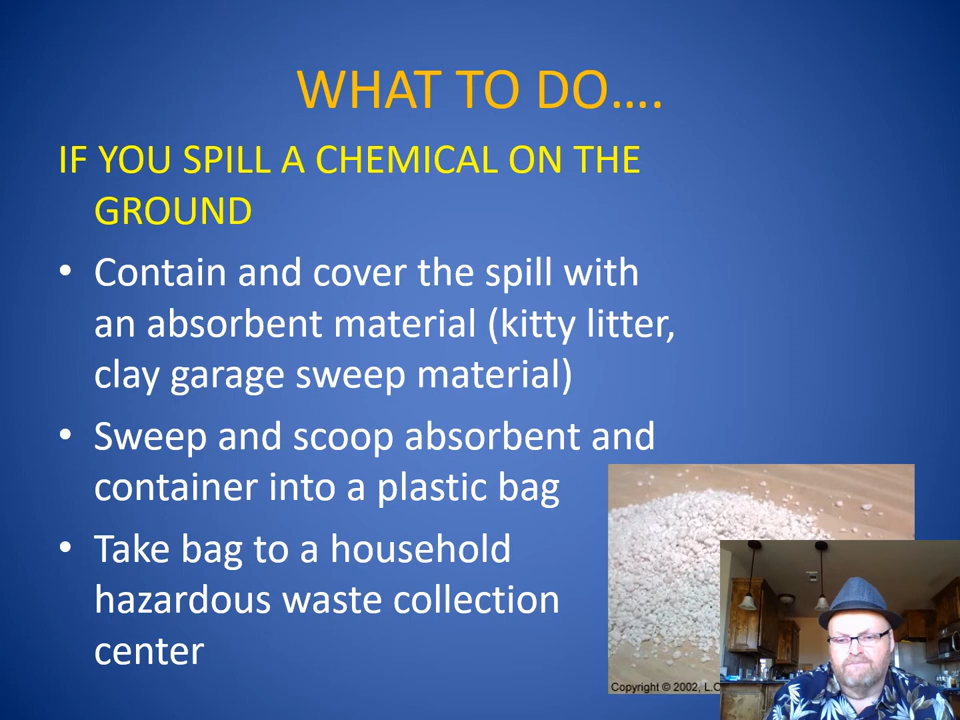 WHAT TO DO….
IF YOU SPILL A CHEMICAL ON THE
GROUND
• Contain and cover the spill with
an absorbent material (kitty litter,
clay garage sweep material)
• Sweep and scoop absorbent and
container into a plastic bag
• Take bag to a household
hazardous waste collection
center
Copyright © 2002, L.C